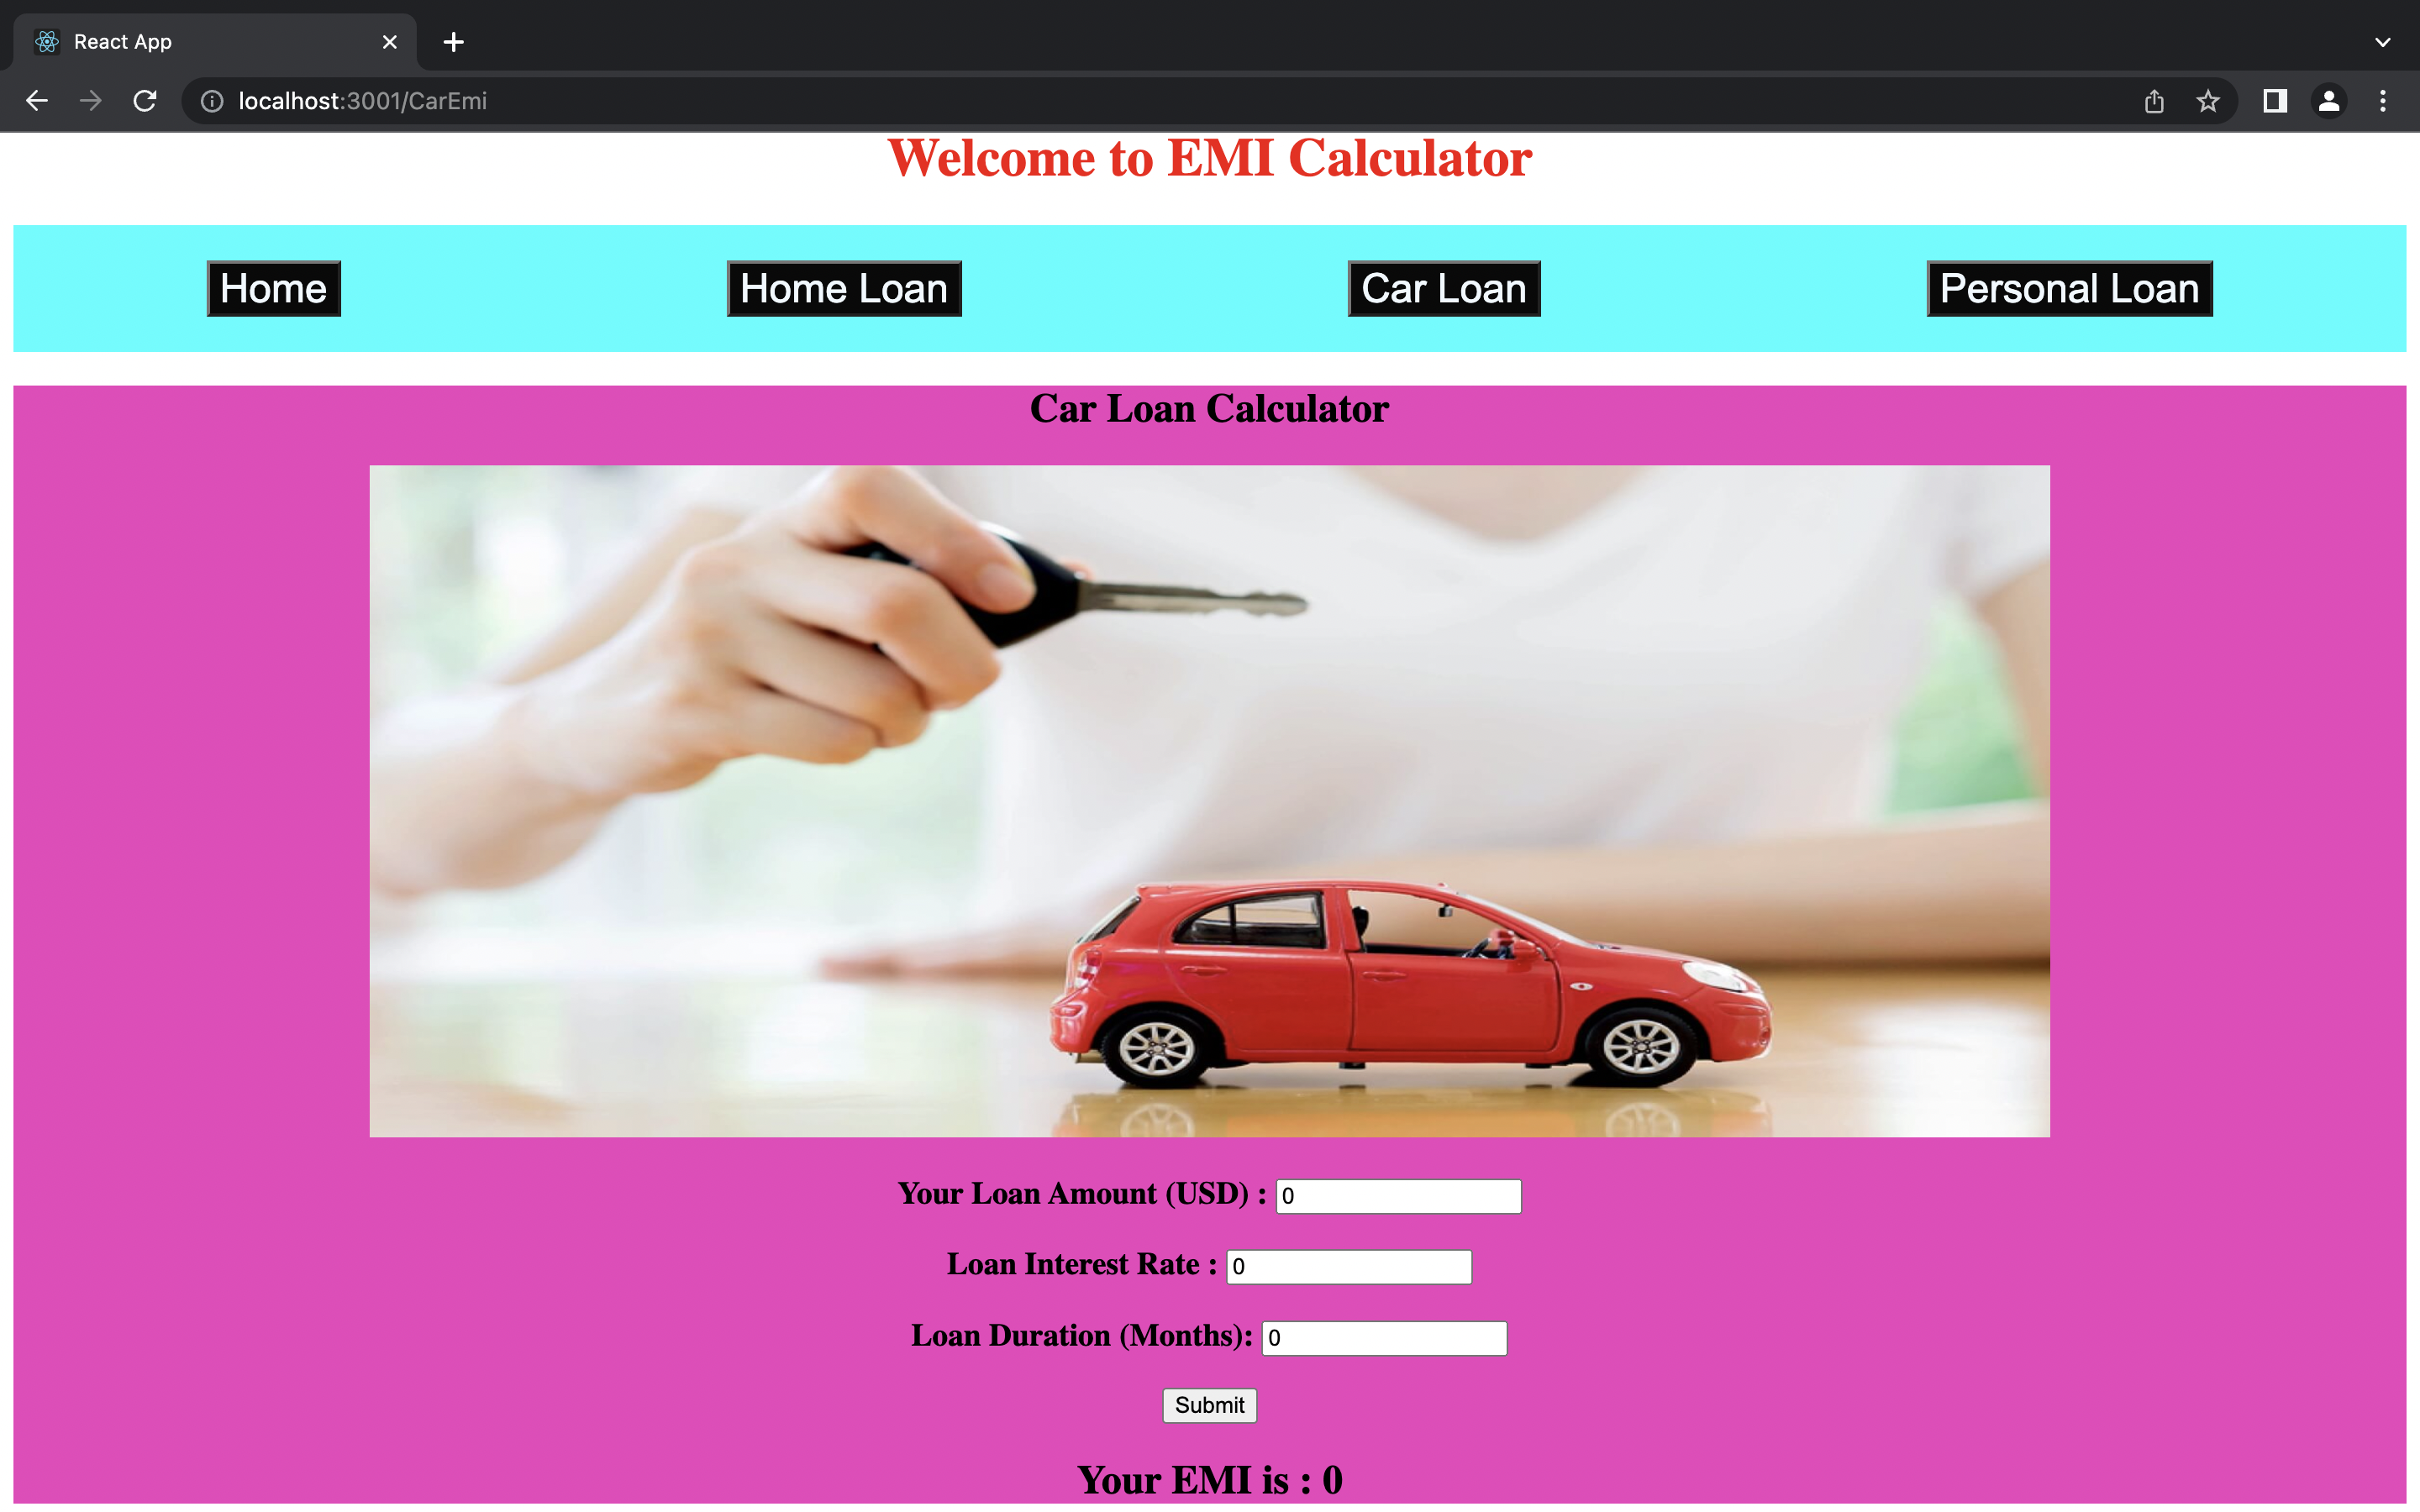 React App
localhost:3001/CarEmi
Welcome to EMI Calculator
Home Home Loan Car Loan Personal Loan
Car Loan Calculator
Your Loan Amount (USD) : 0
Loan Interest Rate : 0
Loan Duration (Months): 0
Submit
Your EMI is : 0